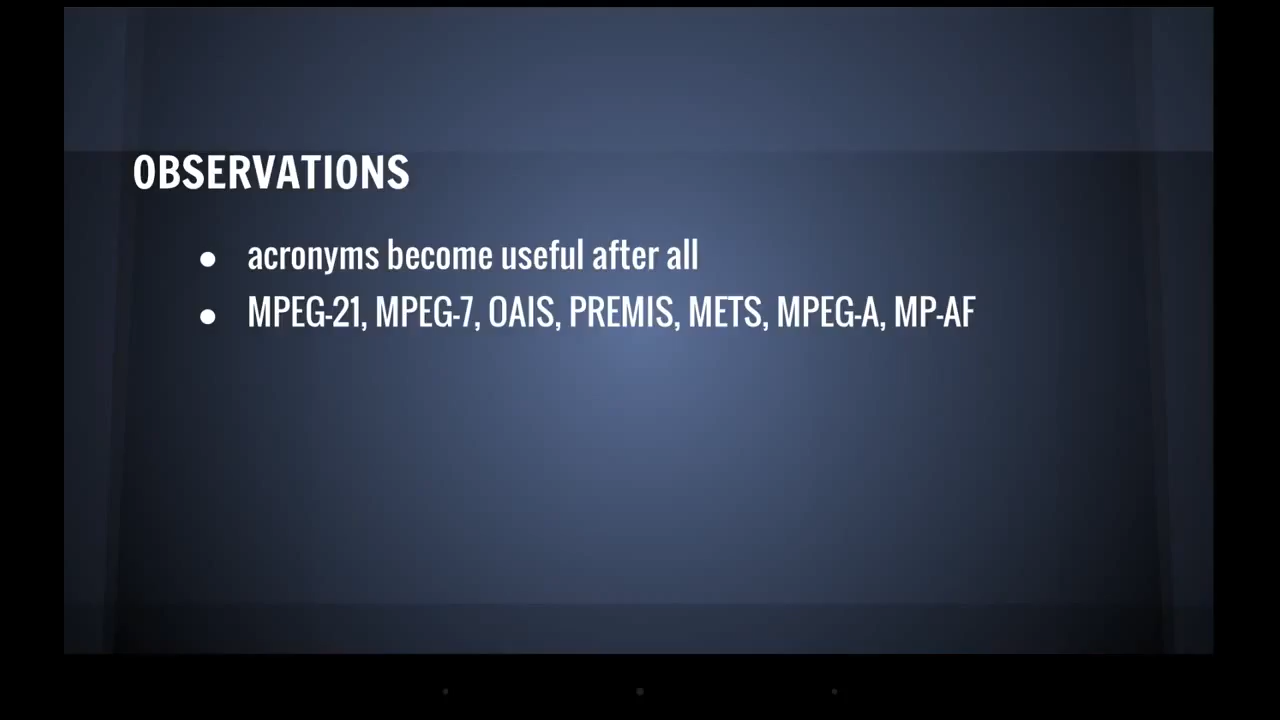 OBSERVATIONS
● acronyms become useful after all
● MPEG-21, MPEG-7, OAIS, PREMIS, METS, MPEG-A, MP-AF